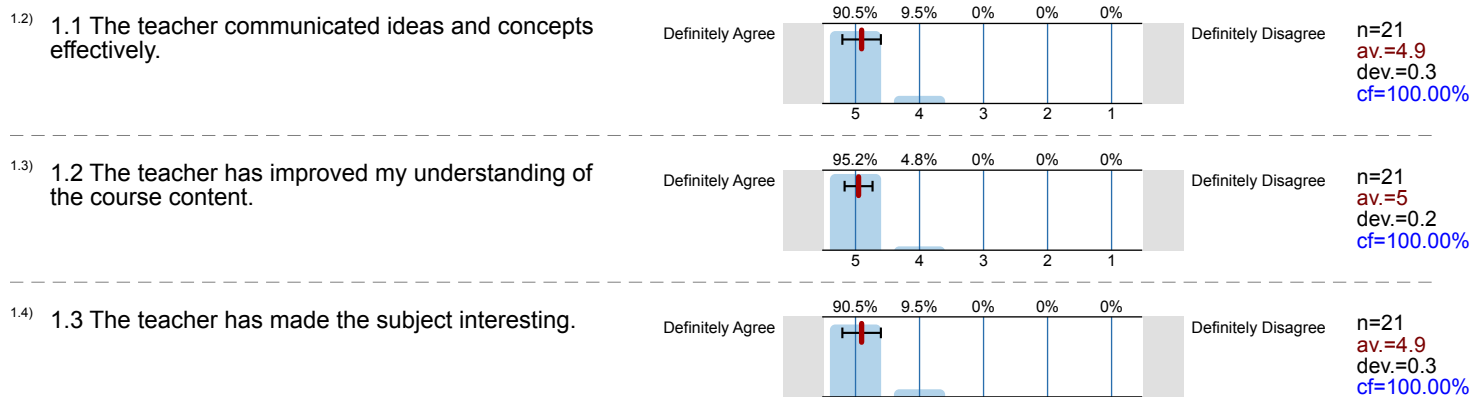 1.2) 1.1 The teacher communicated ideas and concepts
effectively.
Definitely Agree
90.5% 9.5% 0% 0% 0%
5 4 3 2 1
Definitely Disagree
n=21
av.=4.9
dev.=0.3
cf=100.00%
1.3) 1.2 The teacher has improved my understanding of
the course content.
Definitely Agree
95.2% 4.8% 0% 0% 0%
5 4 3 2 1
Definitely Disagree
n=21
av.=5
dev.=0.2
cf=100.00%
1.4) 1.3 The teacher has made the subject interesting.
Definitely Agree
90.5% 9.5% 0% 0% 0%
Definitely Disagree
n=21
av.=4.9
dev.=0.3
cf=100.00%